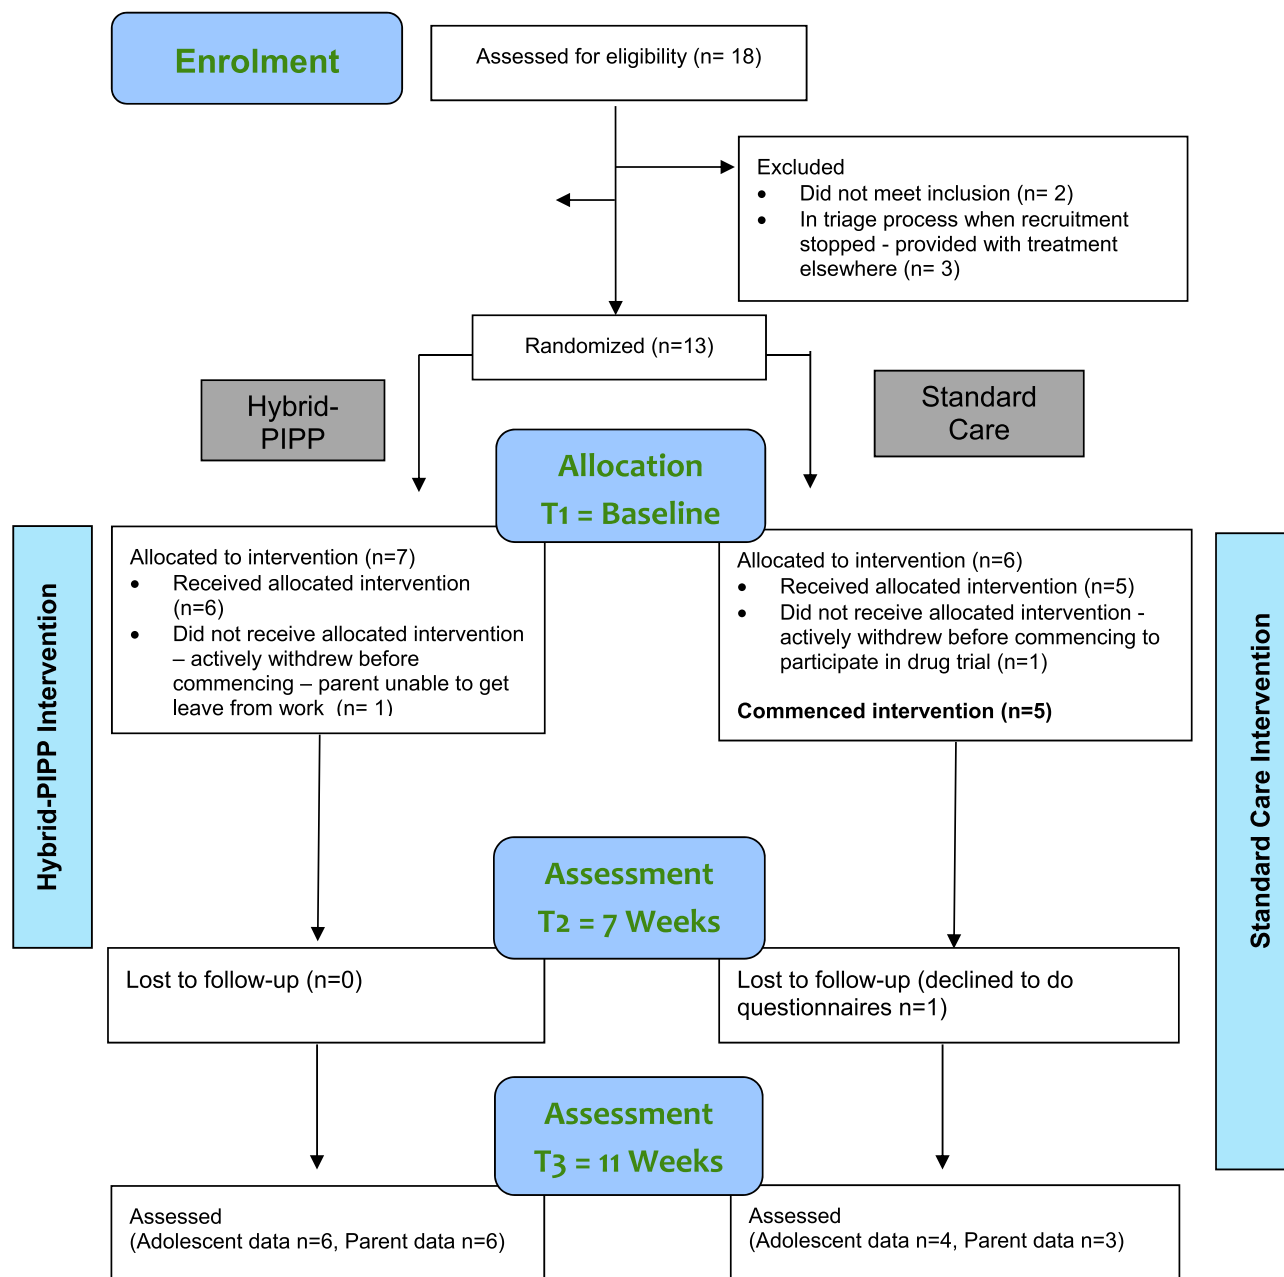 Enrolment
Assessed for eligibility (n= 18)
Excluded
• Did not meet inclusion (n= 2)
• In triage process when recruitment
stopped - provided with treatment
elsewhere (n= 3)
Randomized (n=13)
Hybrid-
PIPP
Standard
Care
Allocation
T1 = Baseline
Hybrid-PIPP Intervention
Allocated to intervention (n=7)
• Received allocated intervention
(n=6)
• Did not receive allocated intervention
– actively withdrew before
commencing – parent unable to get
leave from work (n= 1)
Allocated to intervention (n=6)
• Received allocated intervention (n=5)
• Did not receive allocated intervention -
actively withdrew before commencing to
participate in drug trial (n=1)
Commenced intervention (n=5)
Standard Care Intervention
Assessment
T2 = 7 Weeks
Lost to follow-up (n=0)
Lost to follow-up (declined to do
questionnaires n=1)
Assessment
T3 = 11 Weeks
Assessed
(Adolescent data n=6, Parent data n=6)
Assessed
(Adolescent data n=4, Parent data n=3)